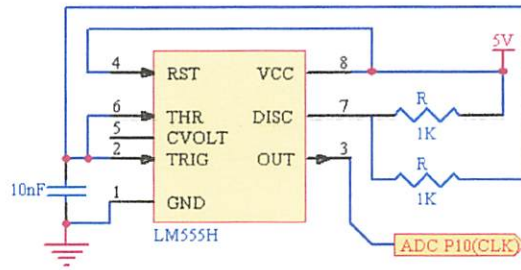 5V
4 RST VCC 8
6 THR DISC 7 R
5 CVOLT 1K
2 TRIG OUT 3 R
10nF 1K
1 GND
LM555H ADC P10(CLK)